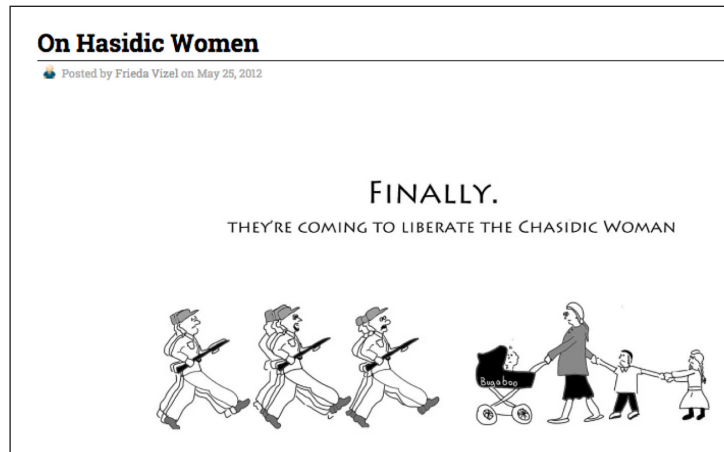 On Hasidic Women
Posted by Frieda Vizel on May 25, 2012
Finally.
they're coming to liberate the Chasidic Woman
Bugaboo